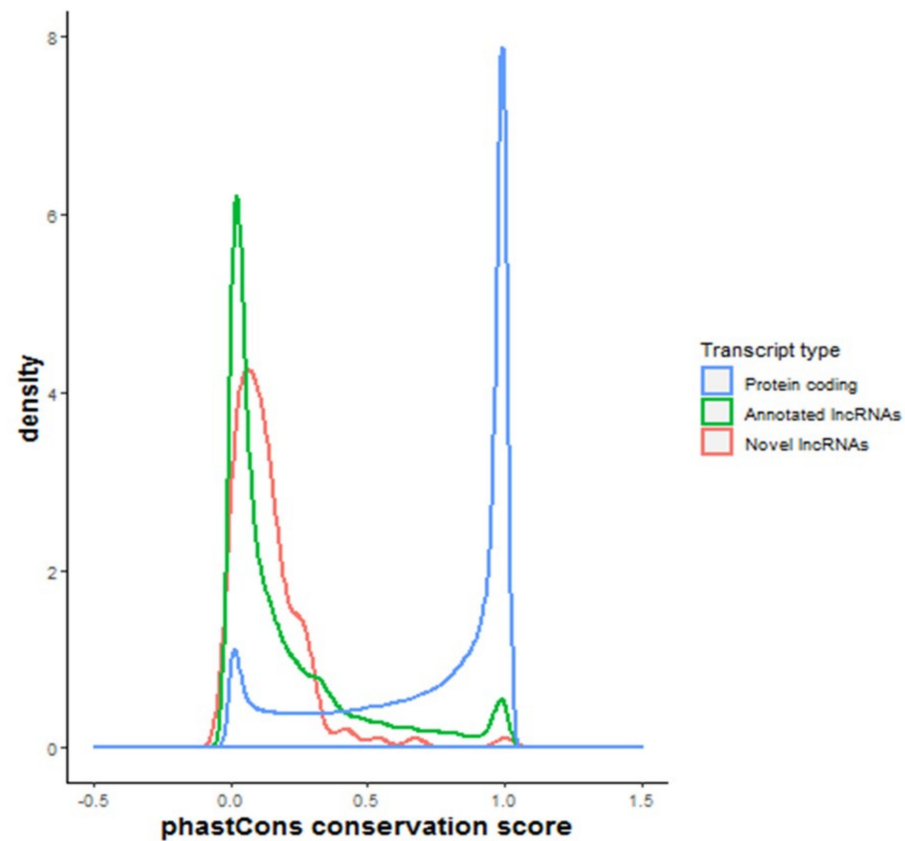 8
6
4
2
0
density
-0.5
0.0
0.5
1.0
1.5
phastCons conservation score
Transcript type
Protein coding
Annotated lncRNAs
Novel lncRNAs